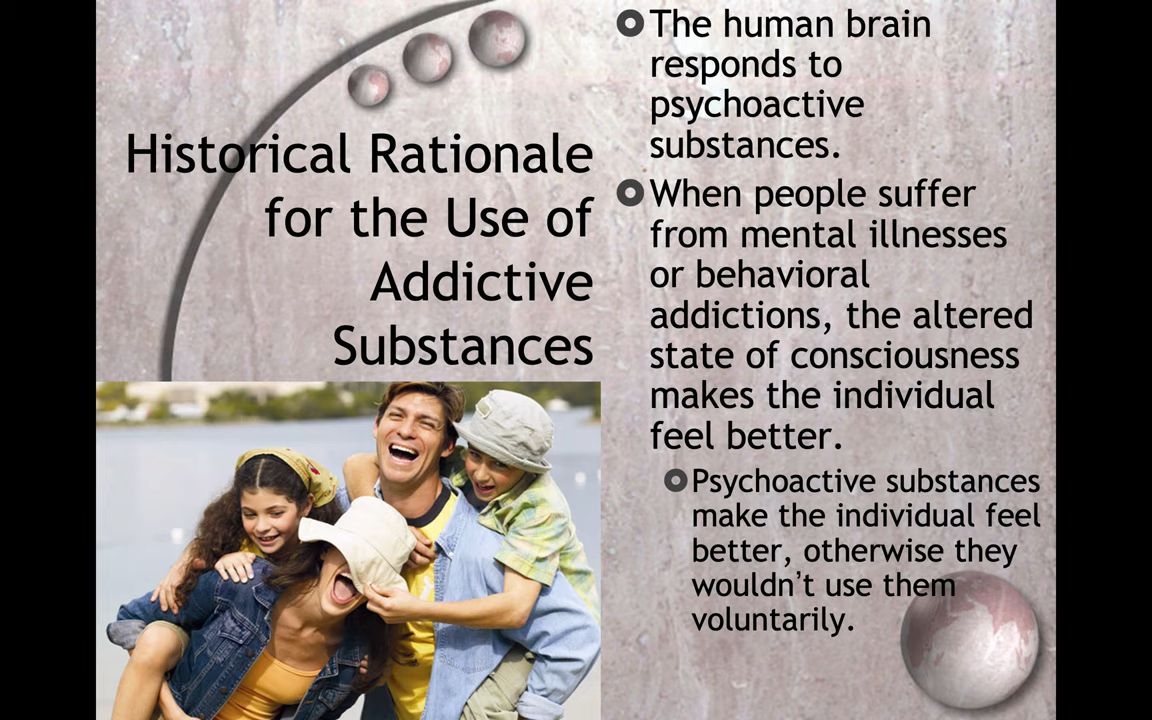 Historical Rationale
for the Use of
Addictive
Substances
The human brain
responds to
psychoactive
substances.
When people suffer
from mental illnesses
or behavioral
addictions, the altered
state of consciousness
makes the individual
feel better.
Psychoactive substances
make the individual feel
better, otherwise they
wouldn’t use them
voluntarily.